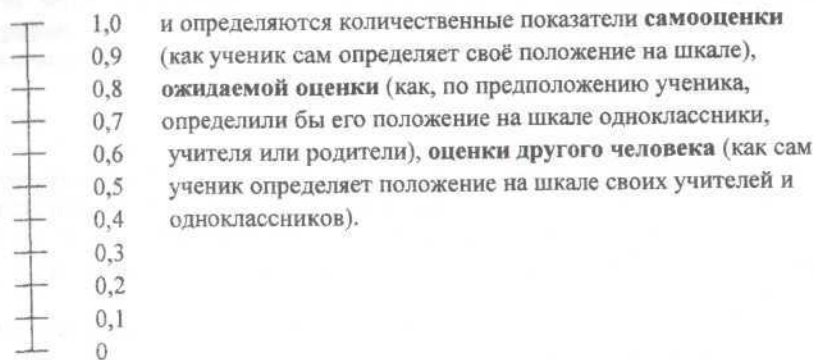 1,0 и определяются количественные показатели самооценки
0,9 (как ученик сам определяет своё положение на шкале),
0,8 ожидаемой оценки (как, по предположению ученика,
0,7 определили бы его положение на шкале одноклассники,
0,6 учителя или родители), оценки другого человека (как сам
0,5 ученик определяет положение на шкале своих учителей и
0,4 одноклассников).
0,3
0,2
0,1
0